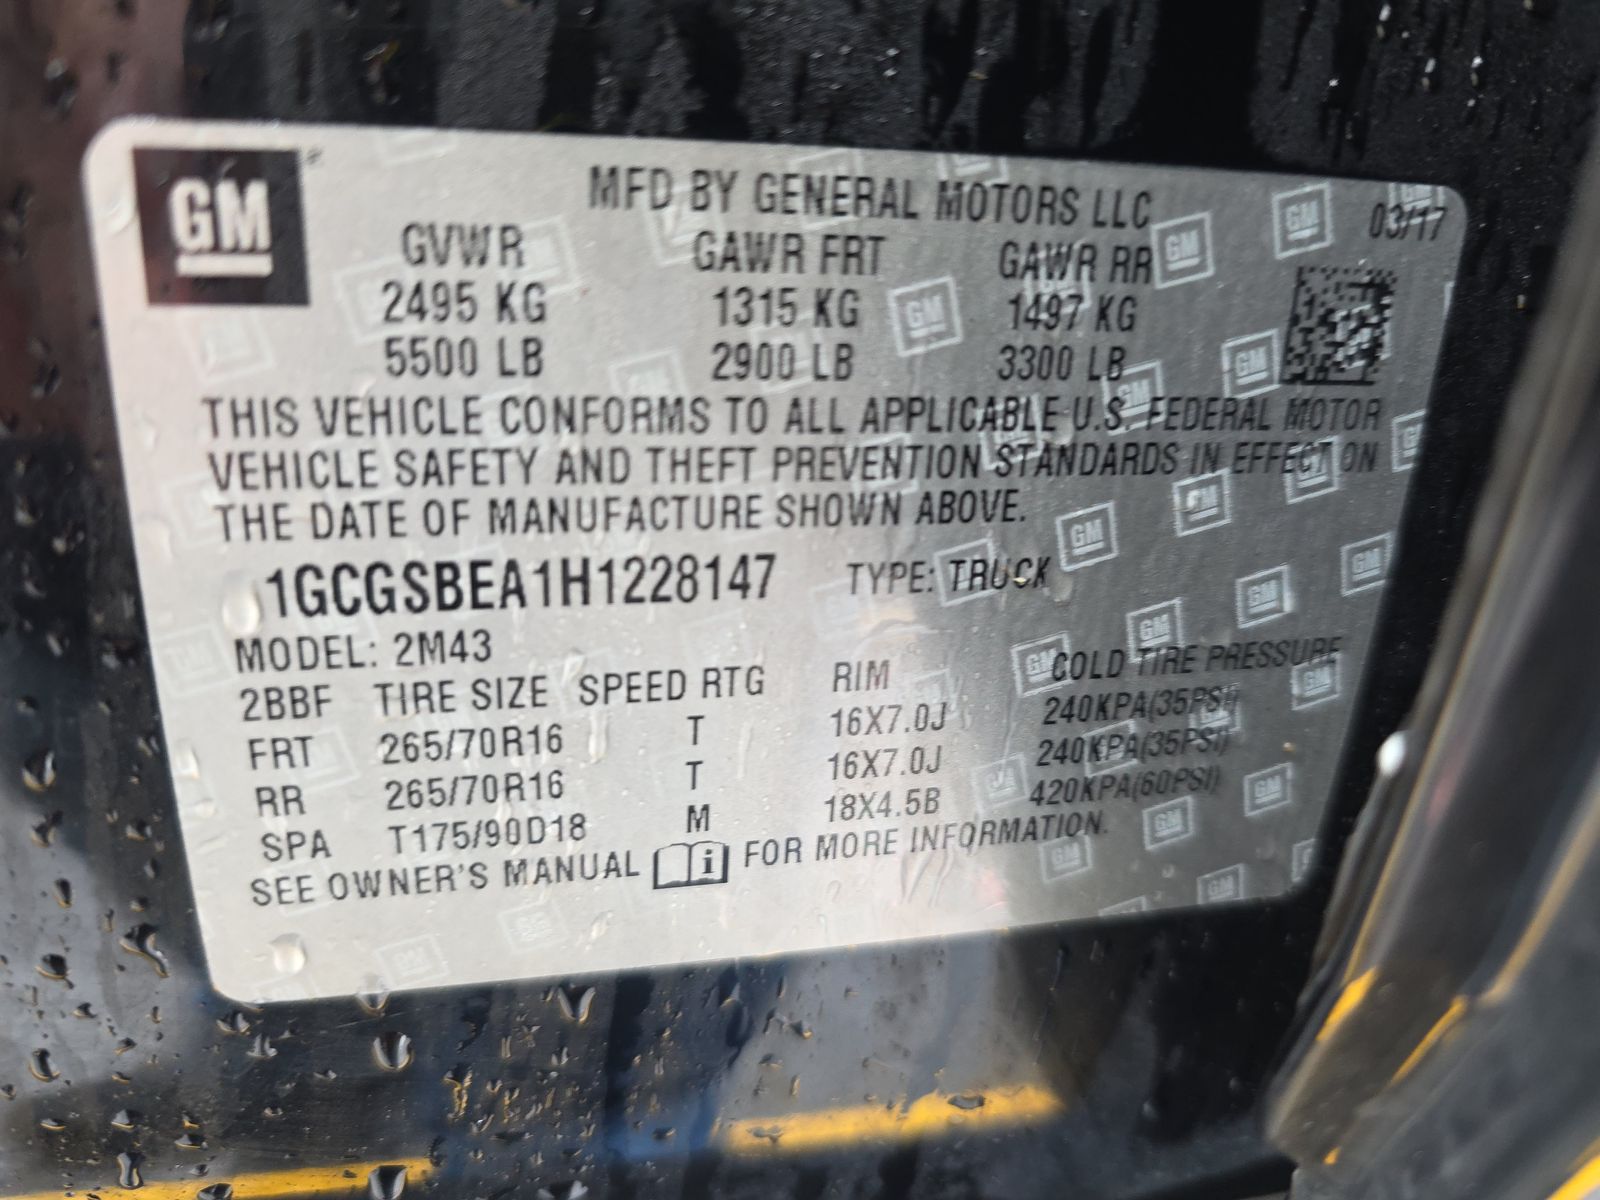 GM
MFD BY GENERAL MOTORS LLC
03/17
GVWR GAWR FRT GAWR RR
2495 KG 1315 KG 1497 KG
5500 LB 2900 LB 3300 LB
THIS VEHICLE CONFORMS TO ALL APPLICABLE U.S. FEDERAL MOTOR
VEHICLE SAFETY AND THEFT PREVENTION STANDARDS IN EFFECT ON
THE DATE OF MANUFACTURE SHOWN ABOVE.
1GCGSBEA1H1228147 TYPE: TRUCK
MODEL: 2M43
2BBF TIRE SIZE SPEED RTG RIM COLD TIRE PRESSURE
FRT 265/70R16 T 16X7.0J 240KPA(35PSI)
RR 265/70R16 T 16X7.0J 240KPA(35PSI)
SPA T175/90D18 M 18X4.5B 420KPA(60PSI)
SEE OWNER'S MANUAL i FOR MORE INFORMATION.